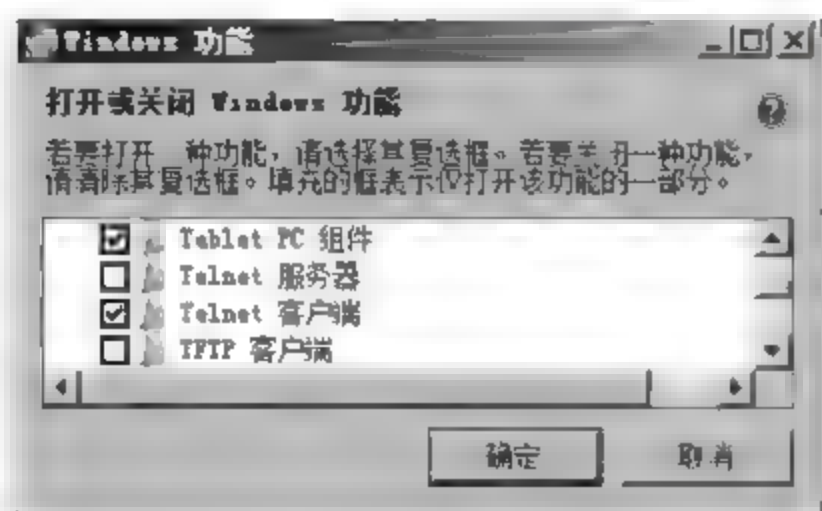 Windows 功能
打开或关闭 Windows 功能
若要打开一种功能，请选择其复选框。若要关闭一种功能，
请清除其复选框。填充的框表示仅打开该功能的一部分。
Tablet PC 组件
Telnet 服务器
Telnet 客户端
TFTP 客户端
确定
取消